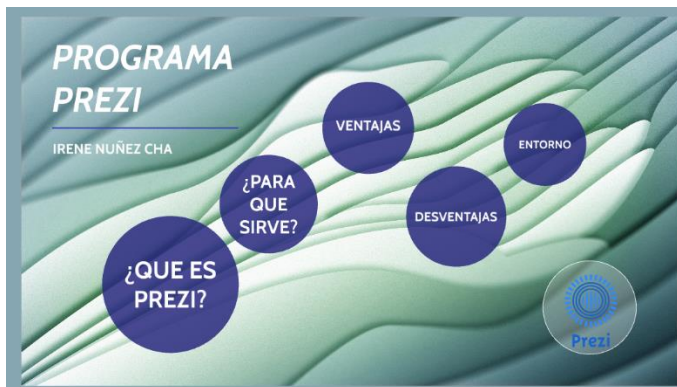 PROGRAMA
PREZI
IRENE NUÑEZ CHA
¿QUE ES
PREZI?
¿PARA
QUE
SIRVE?
VENTAJAS
DESVENTAJAS
ENTORNO
Prezi